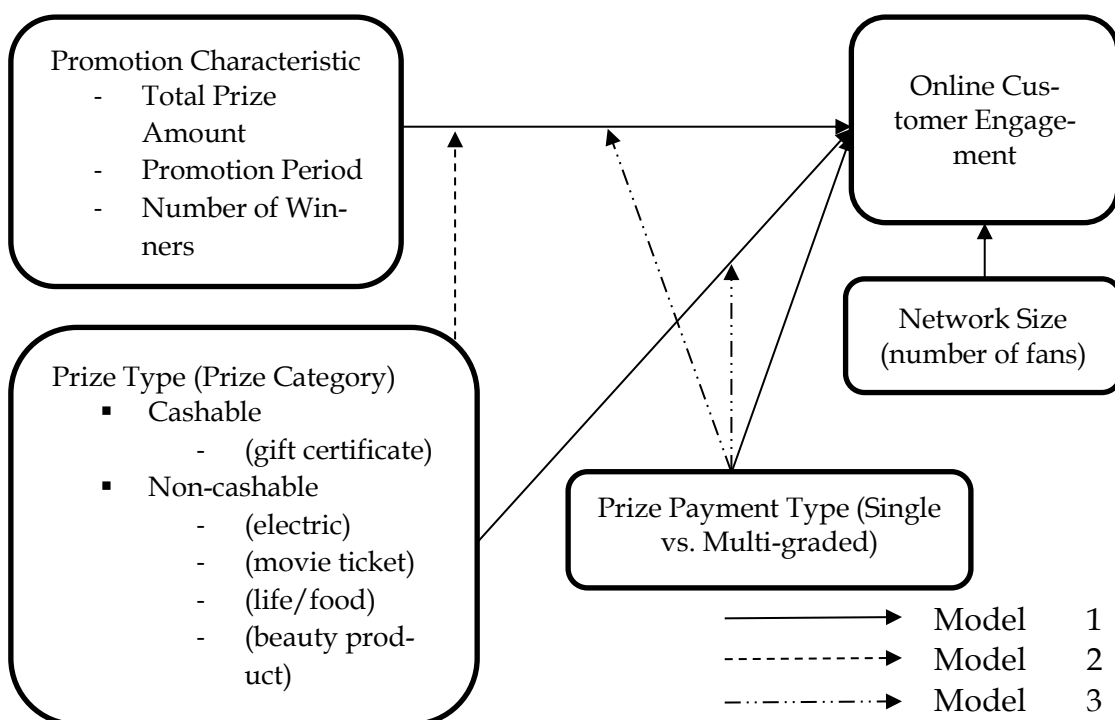 Promotion Characteristic
- Total Prize
Amount
- Promotion Period
- Number of Win-
ners
Online Cus-
tomer Engage-
ment
Network Size
(number of fans)
Prize Type (Prize Category)
▪ Cashable
- (gift certificate)
▪ Non-cashable
- (electric)
- (movie ticket)
- (life/food)
- (beauty prod-
uct)
Prize Payment Type (Single
vs. Multi-graded)
Model 1
Model 2
Model 3